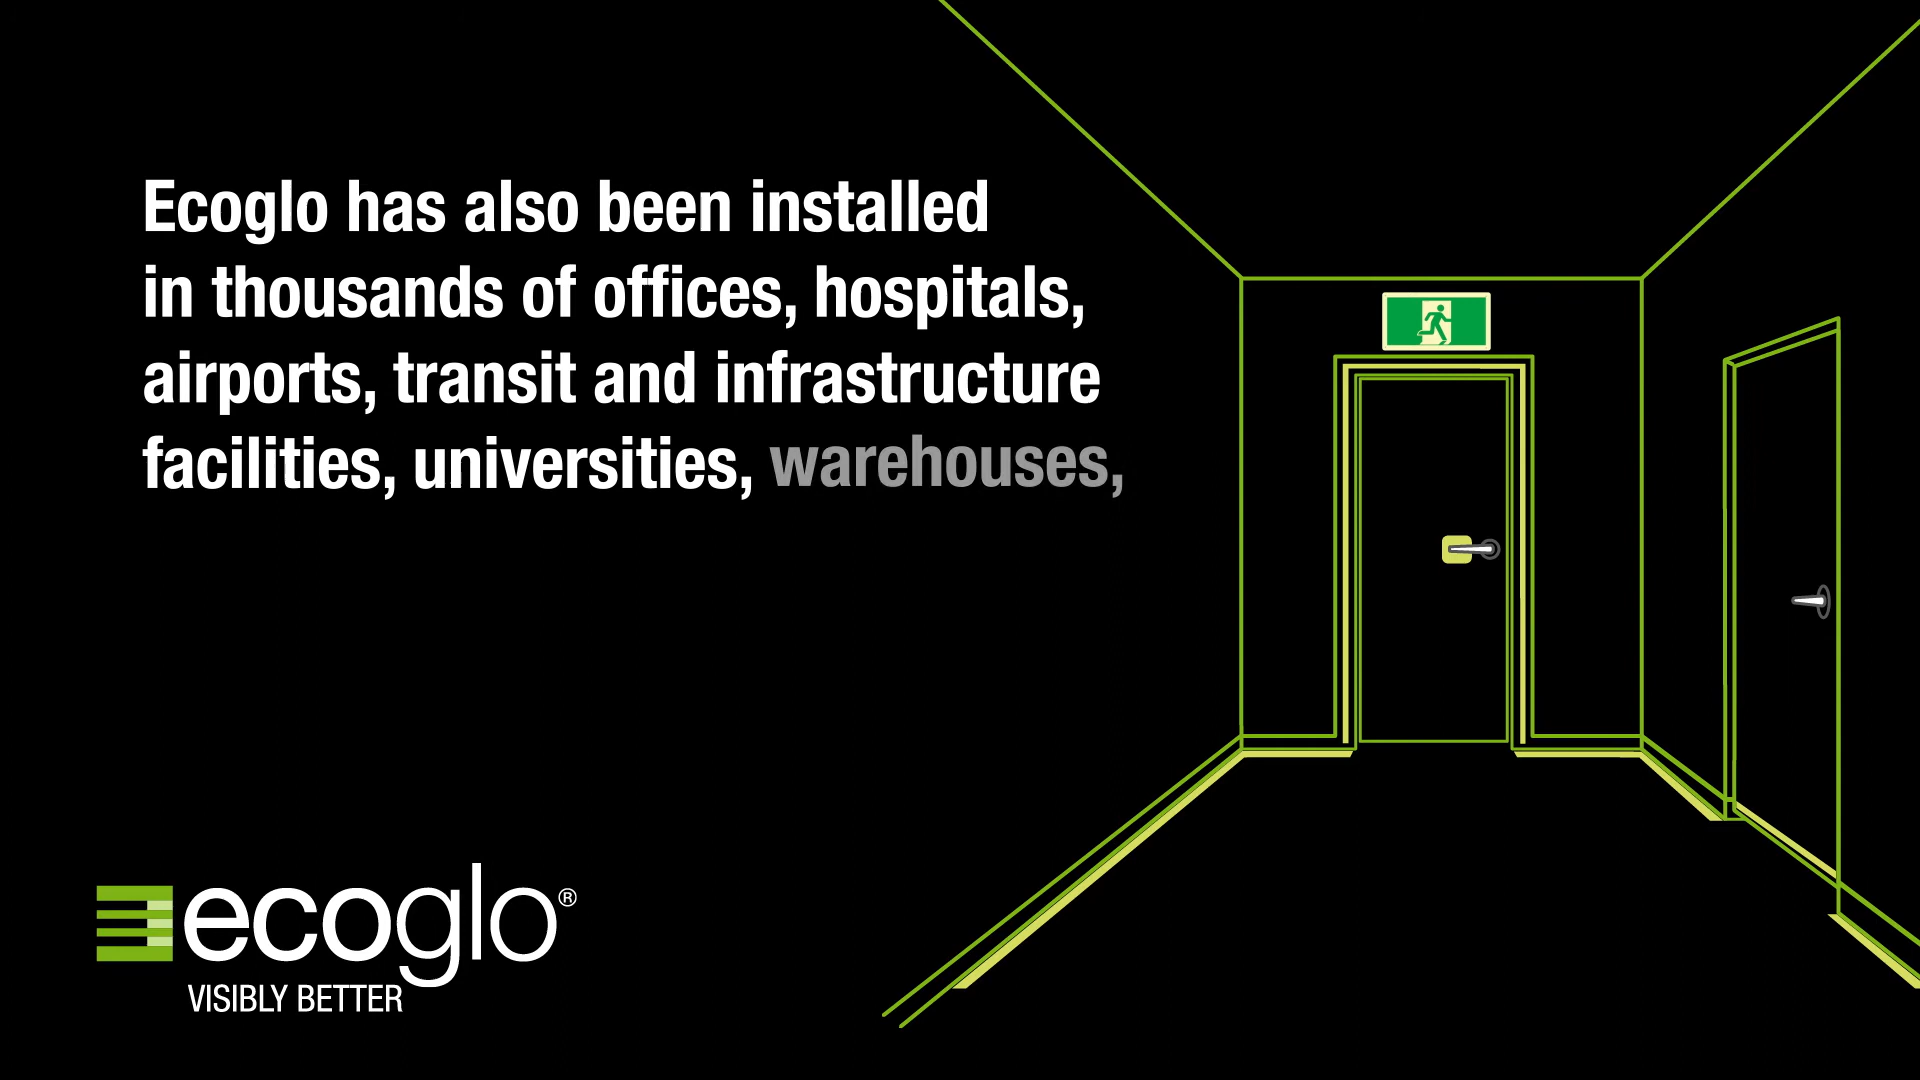 Ecoglo has also been installed
in thousands of offices, hospitals,
airports, transit and infrastructure
facilities, universities, warehouses,
ecoglo®
VISIBLY BETTER